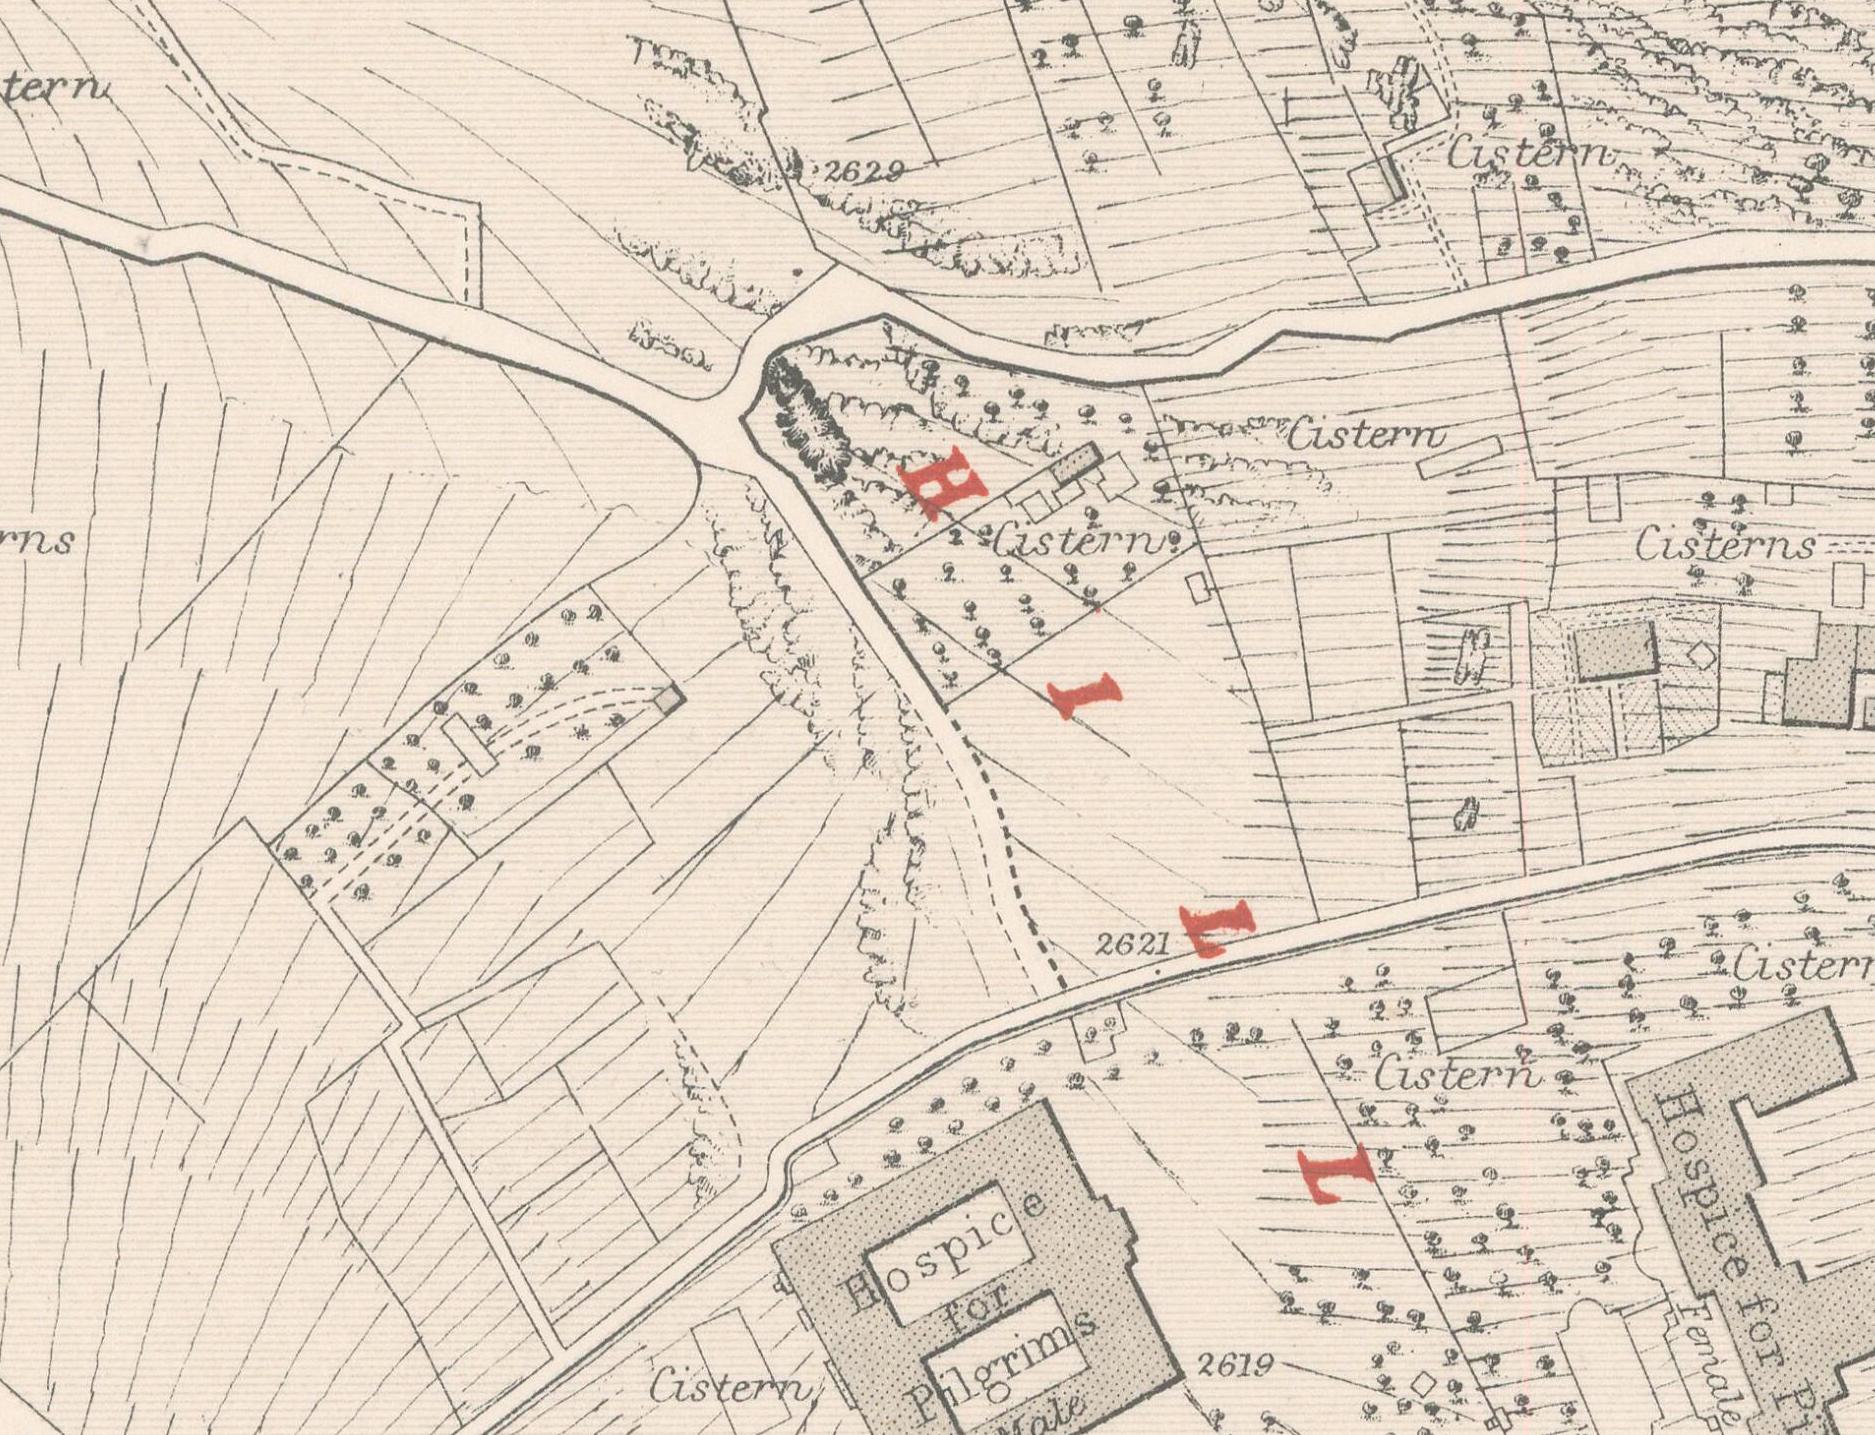 tern
2629
Cistern
Cistern
H
Cistern
rns
Cisterns
I
L
2621
Cistern
Cistern
L
Hospice
for
Pilgrims
Male
Hospice for Pi
Female
2619
Cistern